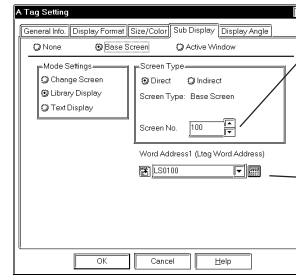 A Tag Setting
General Info. Display Format Size/Color Sub Display Display Angle
None Base Screen Active Window
Mode Settings
Change Screen
Library Display
Text Display
Screen Type
Direct Indirect
Screen Type: Base Screen
Screen No. 100
Word Address1 (Ltag Word Address)
LS0100
OK Cancel Help